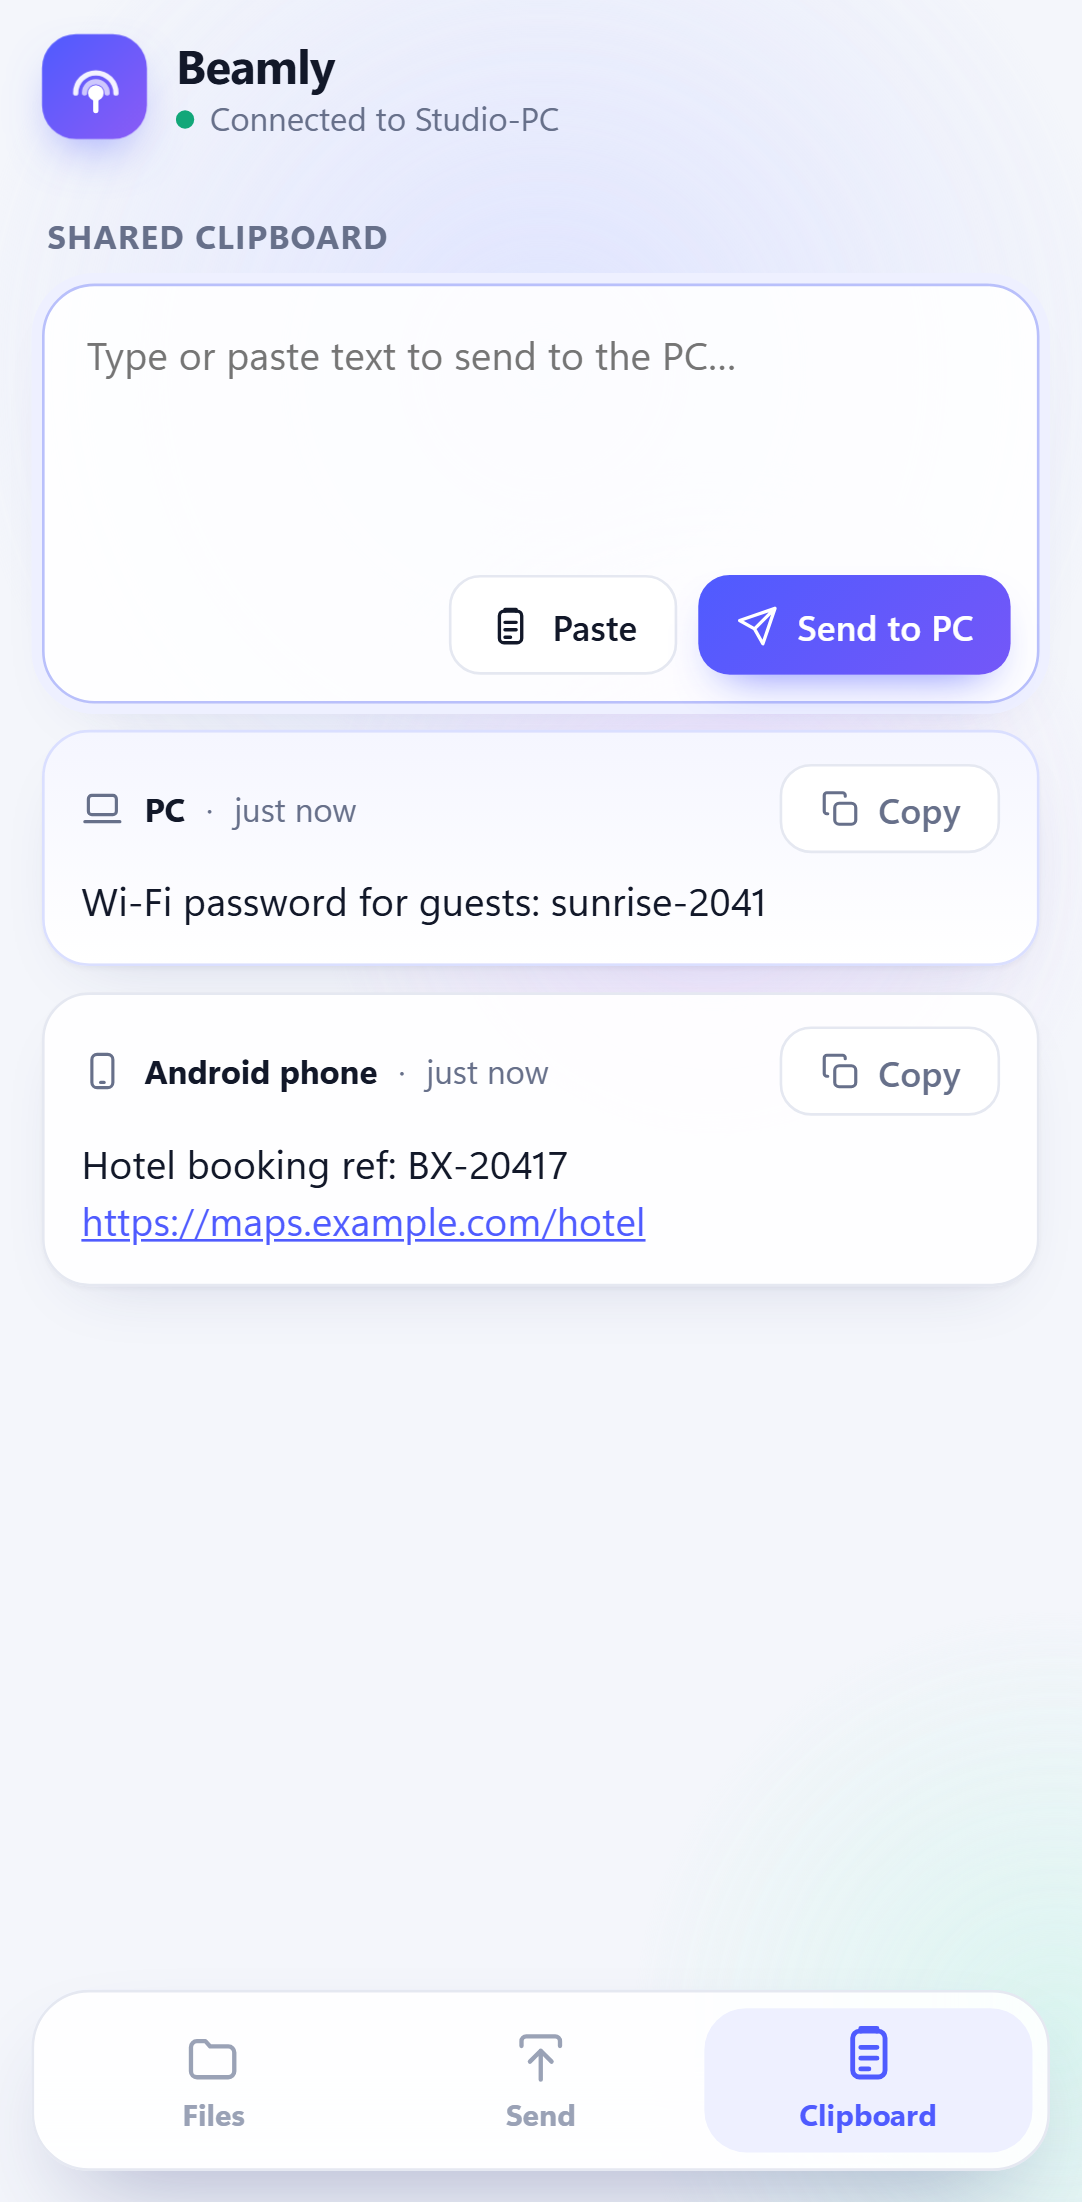 Beamly
Connected to Studio-PC
SHARED CLIPBOARD
Type or paste text to send to the PC...
Paste
Send to PC
PC · just now
Copy
Wi-Fi password for guests: sunrise-2041
Android phone · just now
Copy
Hotel booking ref: BX-20417
https://maps.example.com/hotel
Files
Send
Clipboard